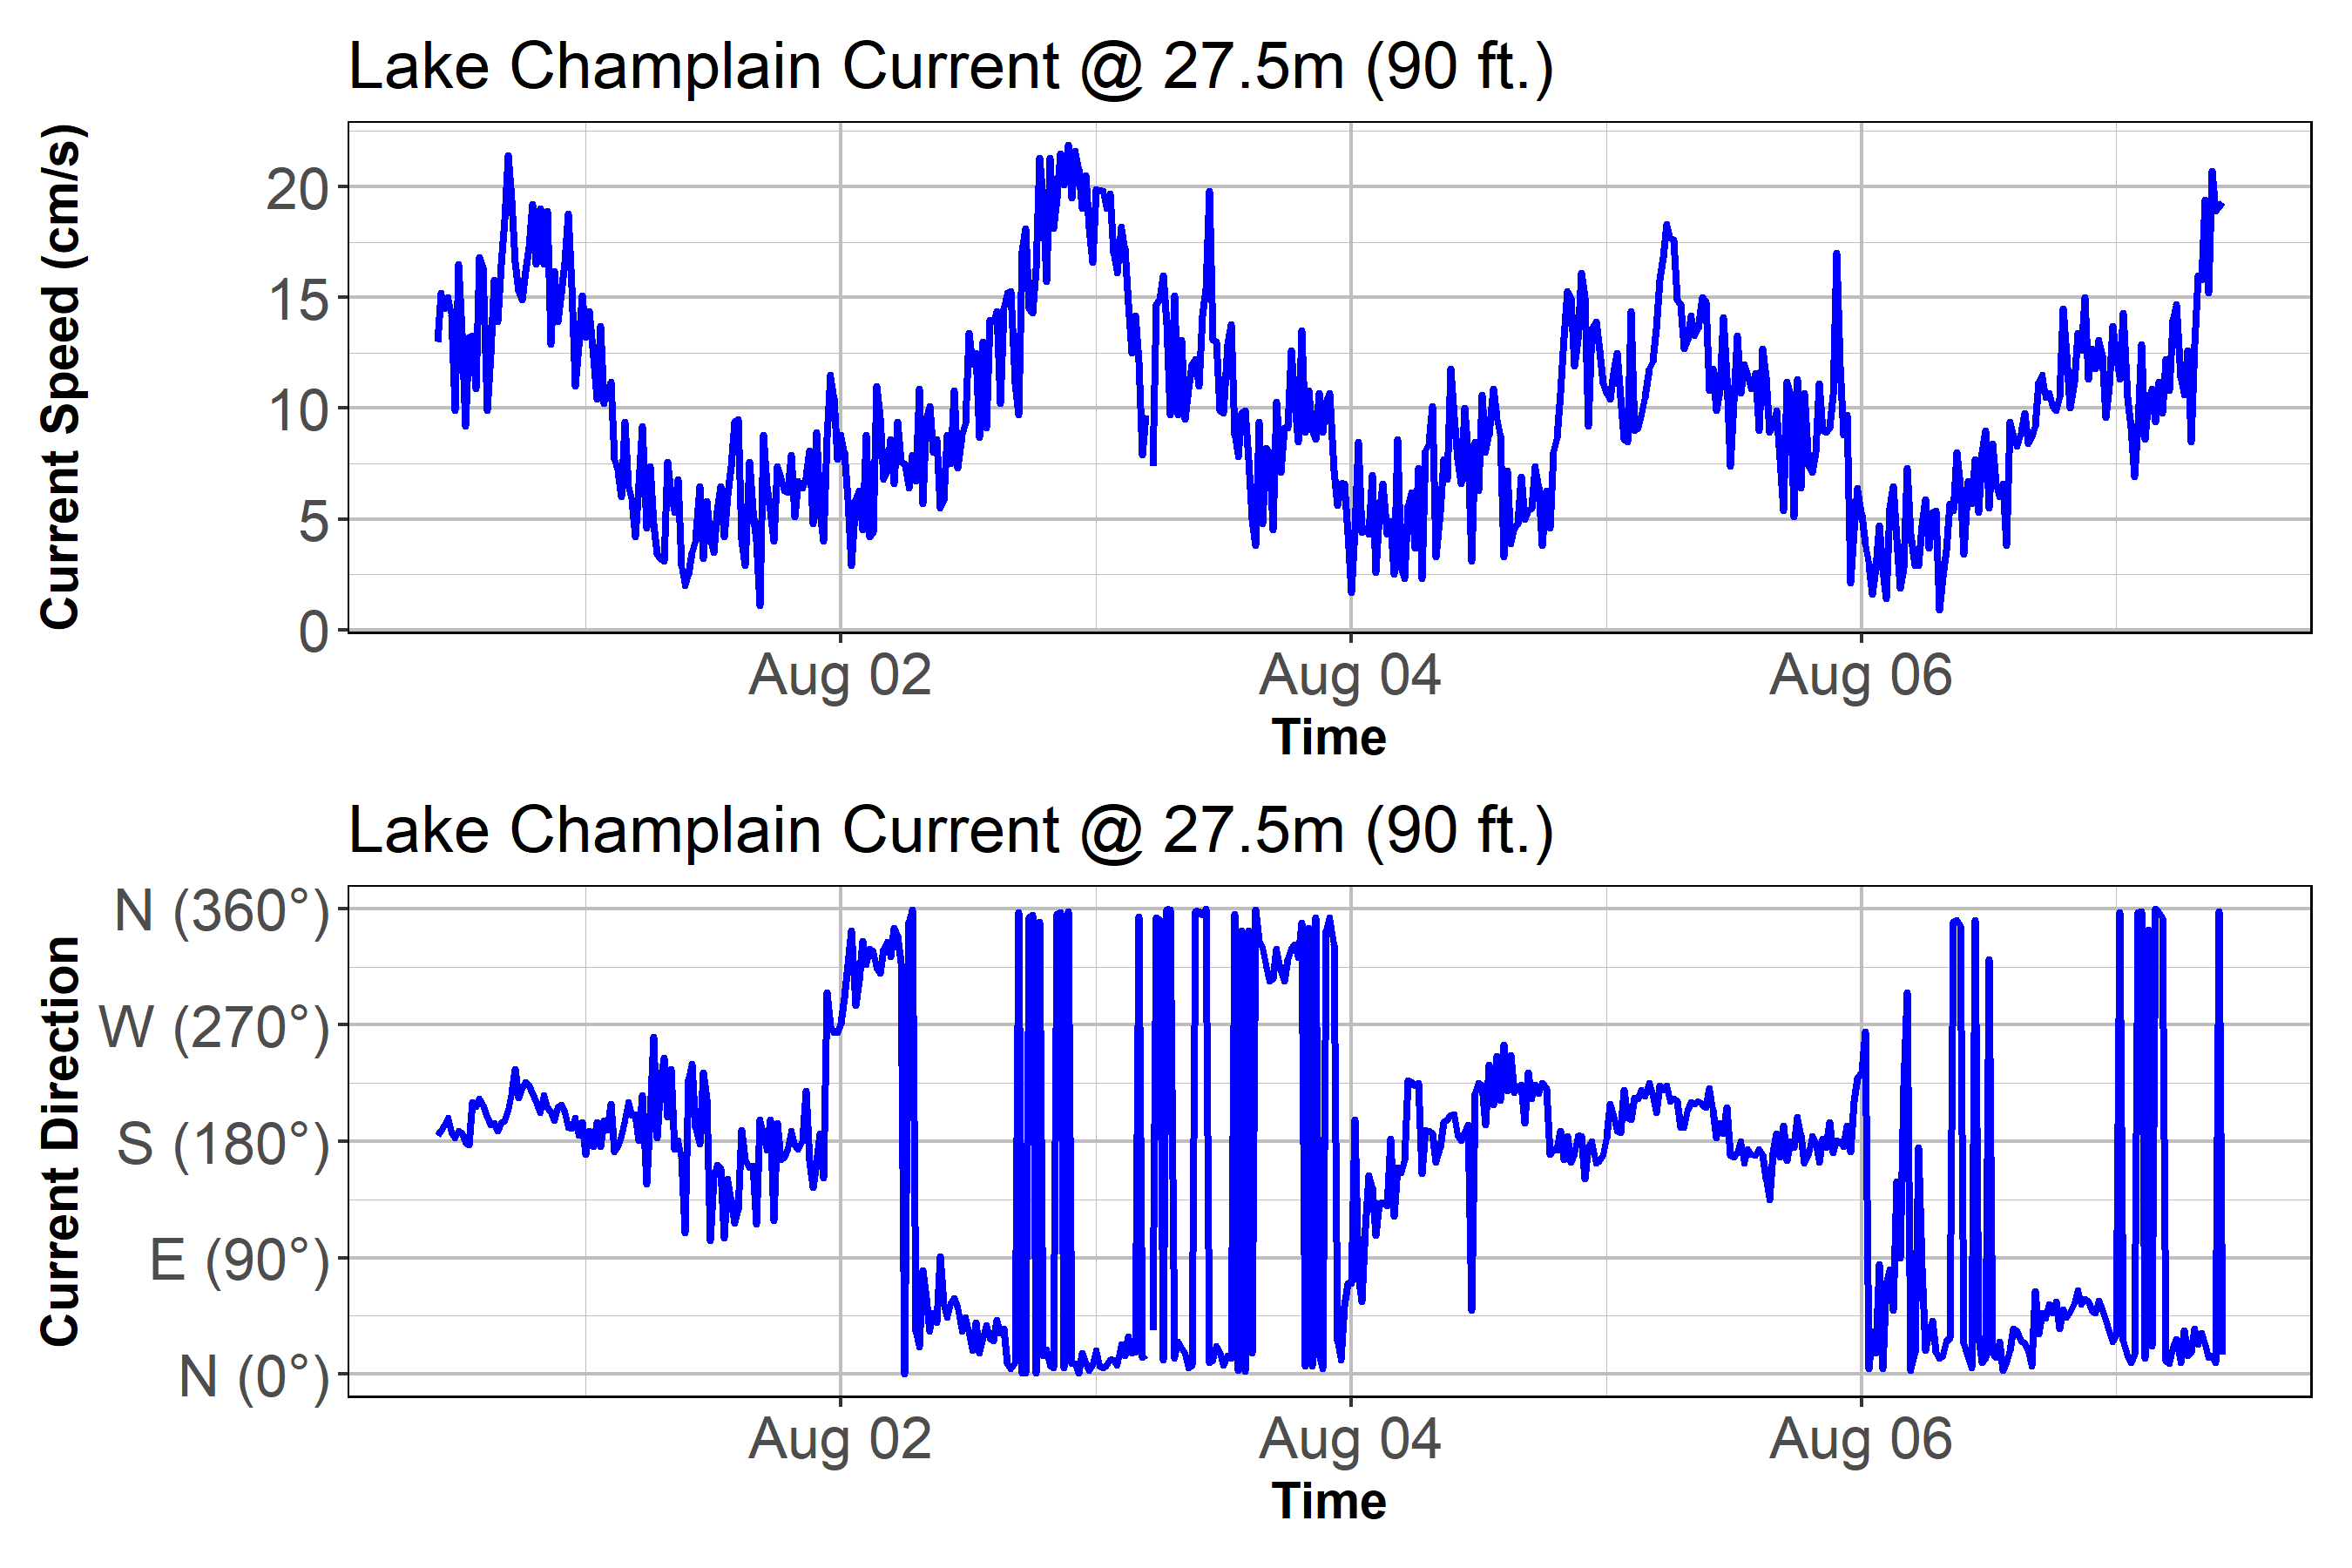 Lake Champlain Current @ 27.5m (90 ft.)
Current Speed (cm/s)
20
15
10
5
0
Aug 02
Aug 04
Aug 06
Time
Lake Champlain Current @ 27.5m (90 ft.)
Current Direction
N (360°)
W (270°)
S (180°)
E (90°)
N (0°)
Aug 02
Aug 04
Aug 06
Time